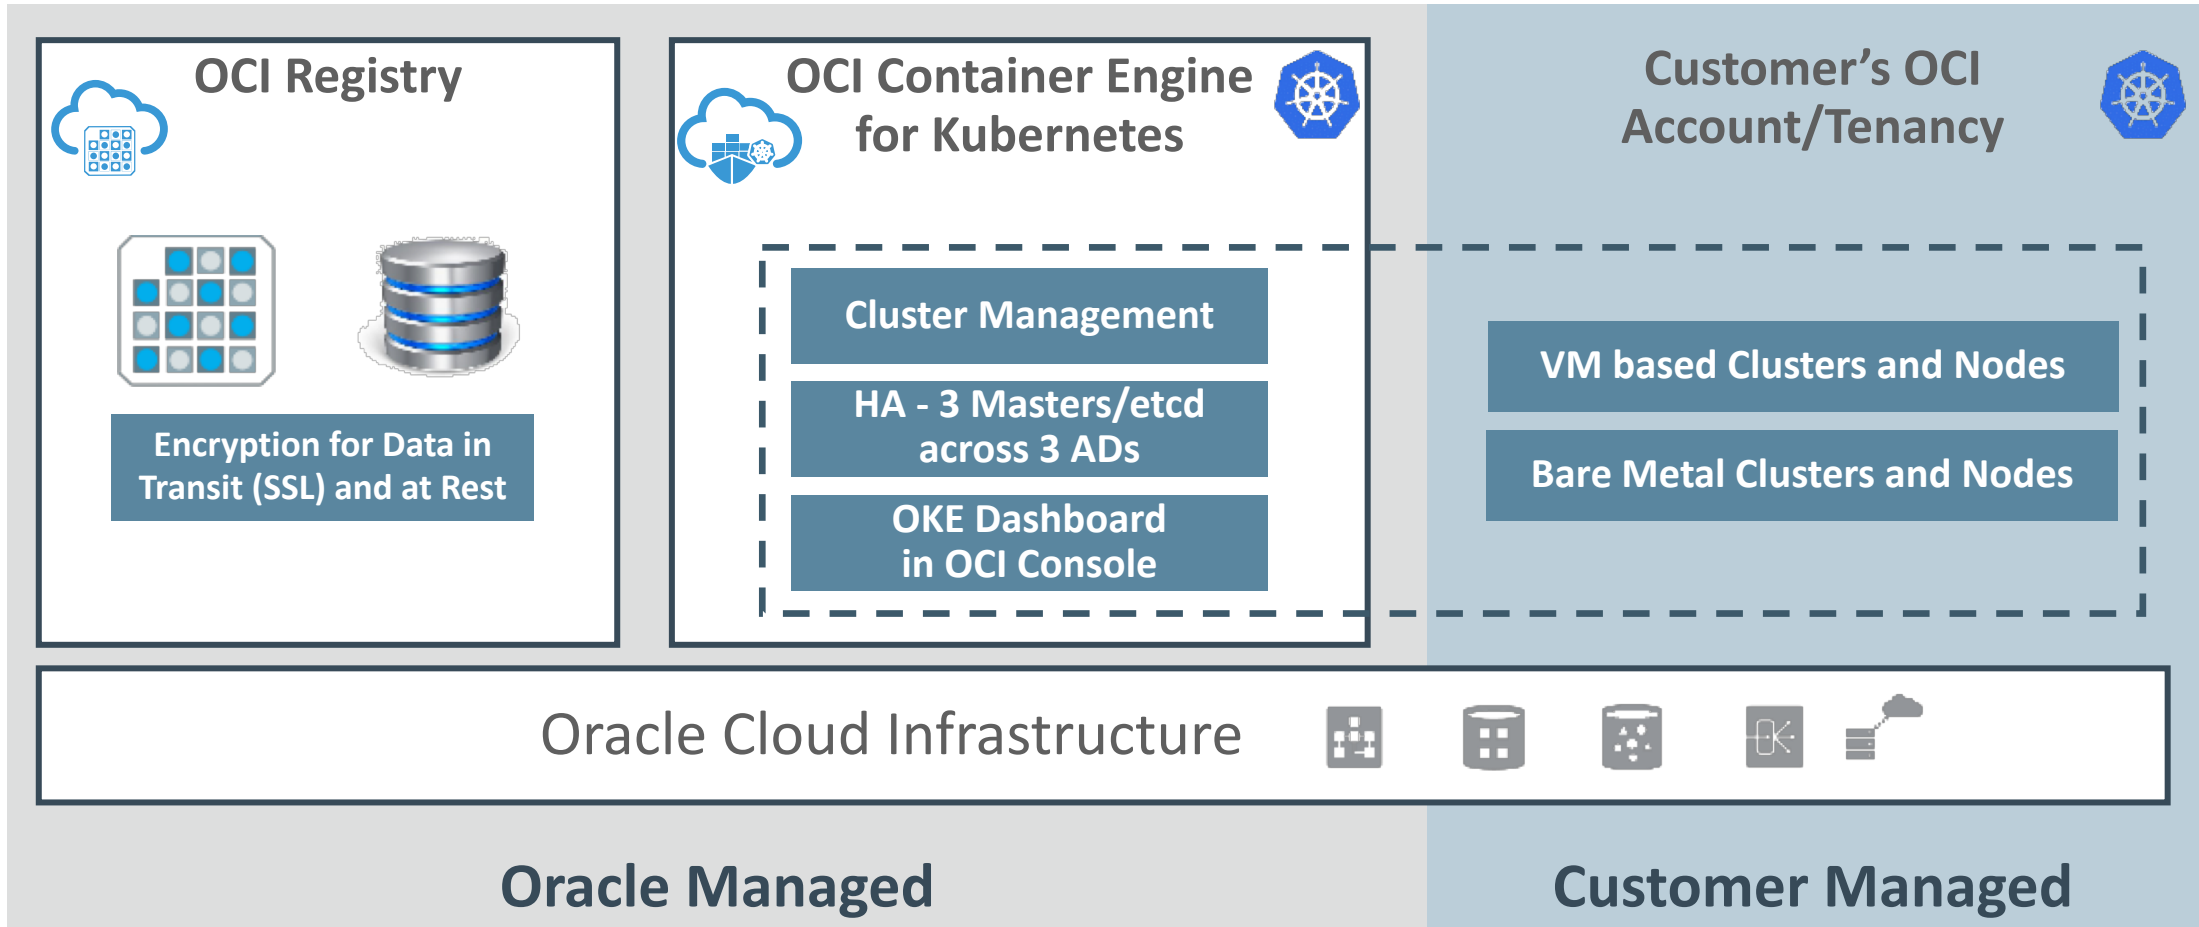 OCI Registry
Encryption for Data in
Transit (SSL) and at Rest
OCI Container Engine
for Kubernetes
Cluster Management
HA - 3 Masters/etcd
across 3 ADs
OKE Dashboard
in OCI Console
Customer’s OCI
Account/Tenancy
VM based Clusters and Nodes
Bare Metal Clusters and Nodes
Oracle Cloud Infrastructure
Oracle Managed
Customer Managed